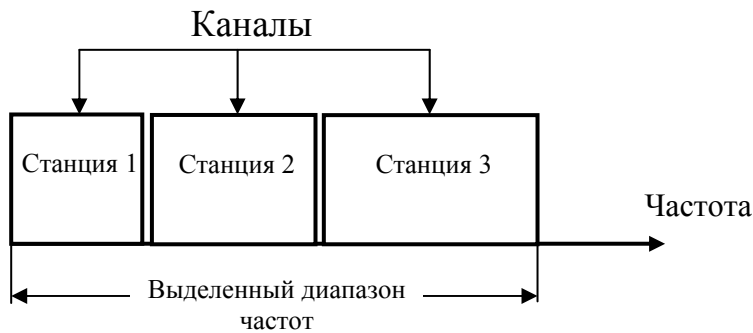 Каналы
Станция 1
Станция 2
Станция 3
Частота
Выделенный диапазон
частот